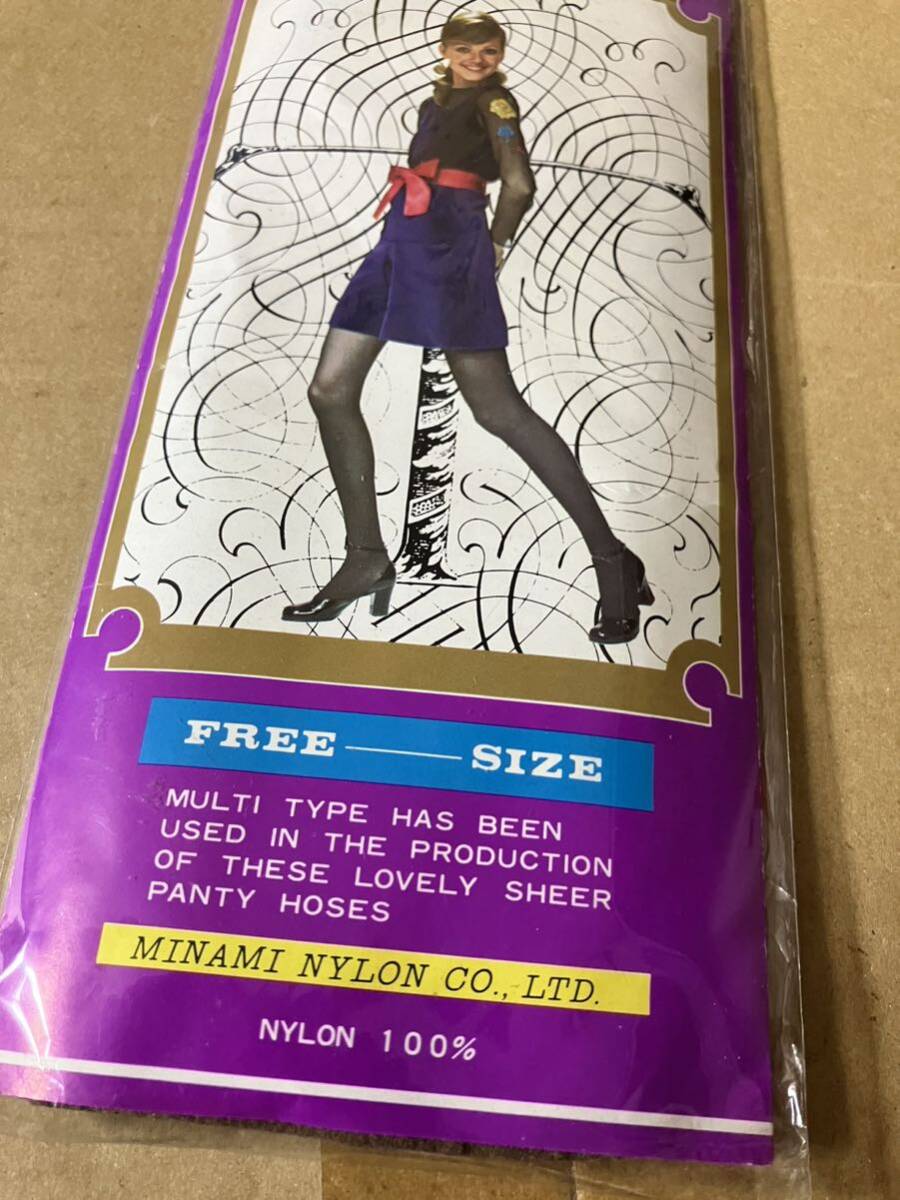 FREE — SIZE
MULTI TYPE HAS BEEN
USED IN THE PRODUCTION
OF THESE LOVELY SHEER
PANTY HOSES
MINAMI NYLON CO., LTD.
NYLON 100%